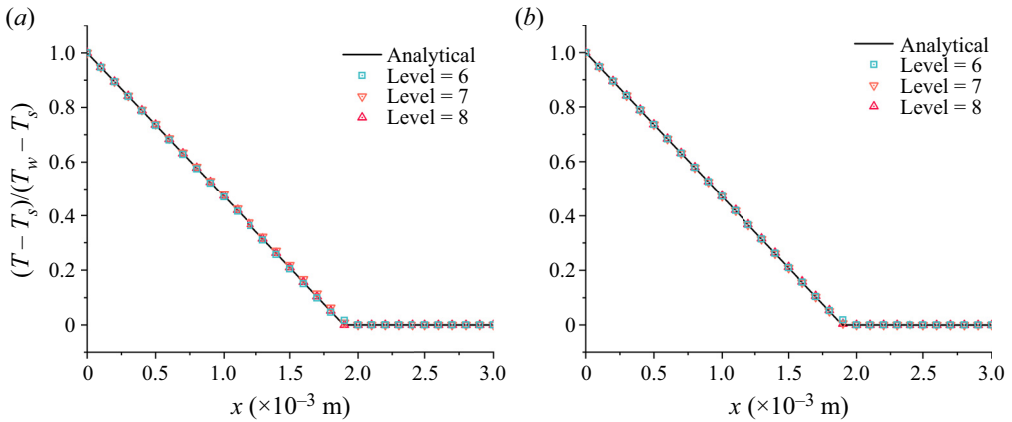 (a)
1.0
0.8
0.6
0.4
0.2
0
(T – Ts)/(Tw – Ts)
Analytical
Level = 6
Level = 7
Level = 8
0 0.5 1.0 1.5 2.0 2.5 3.0
x (×10–3 m)
(b)
1.0
0.8
0.6
0.4
0.2
0
Analytical
Level = 6
Level = 7
Level = 8
0 0.5 1.0 1.5 2.0 2.5 3.0
x (×10–3 m)